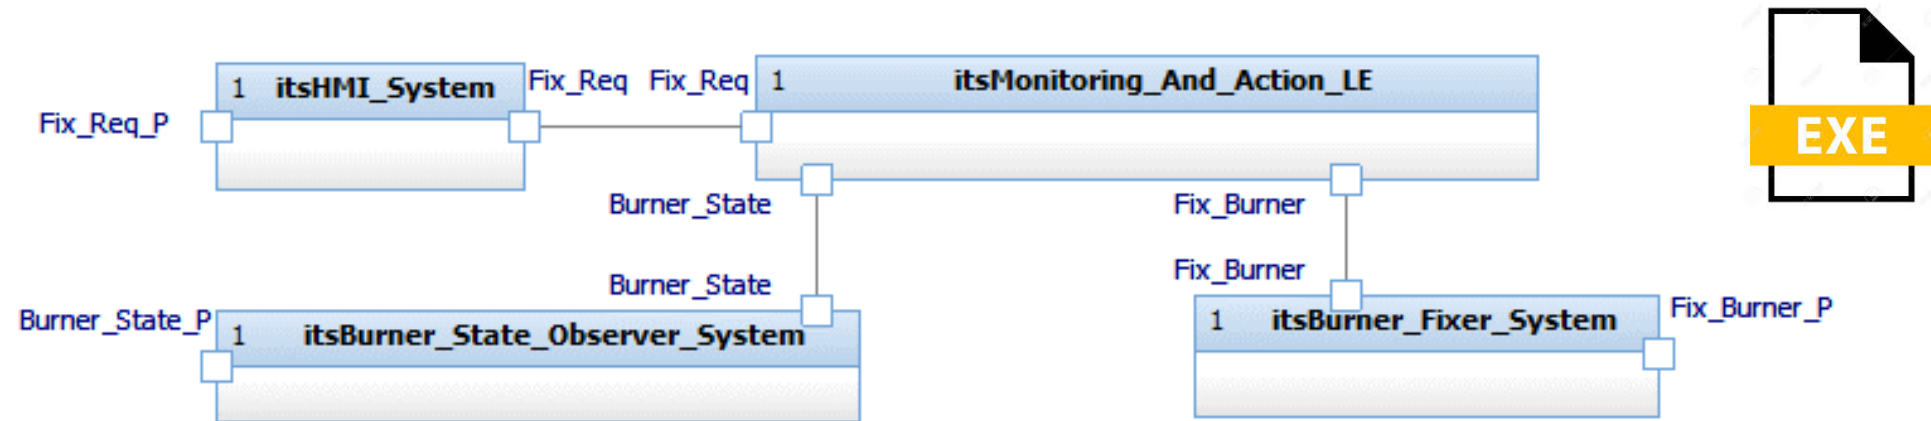 1 itsHMI_System
Fix_Req Fix_Req
1 itsMonitoring_And_Action_LE
Fix_Req_P
EXE
Burner_State
Fix_Burner
Burner_State
Fix_Burner
Burner_State_P
1 itsBurner_State_Observer_System
1 itsBurner_Fixer_System
Fix_Burner_P